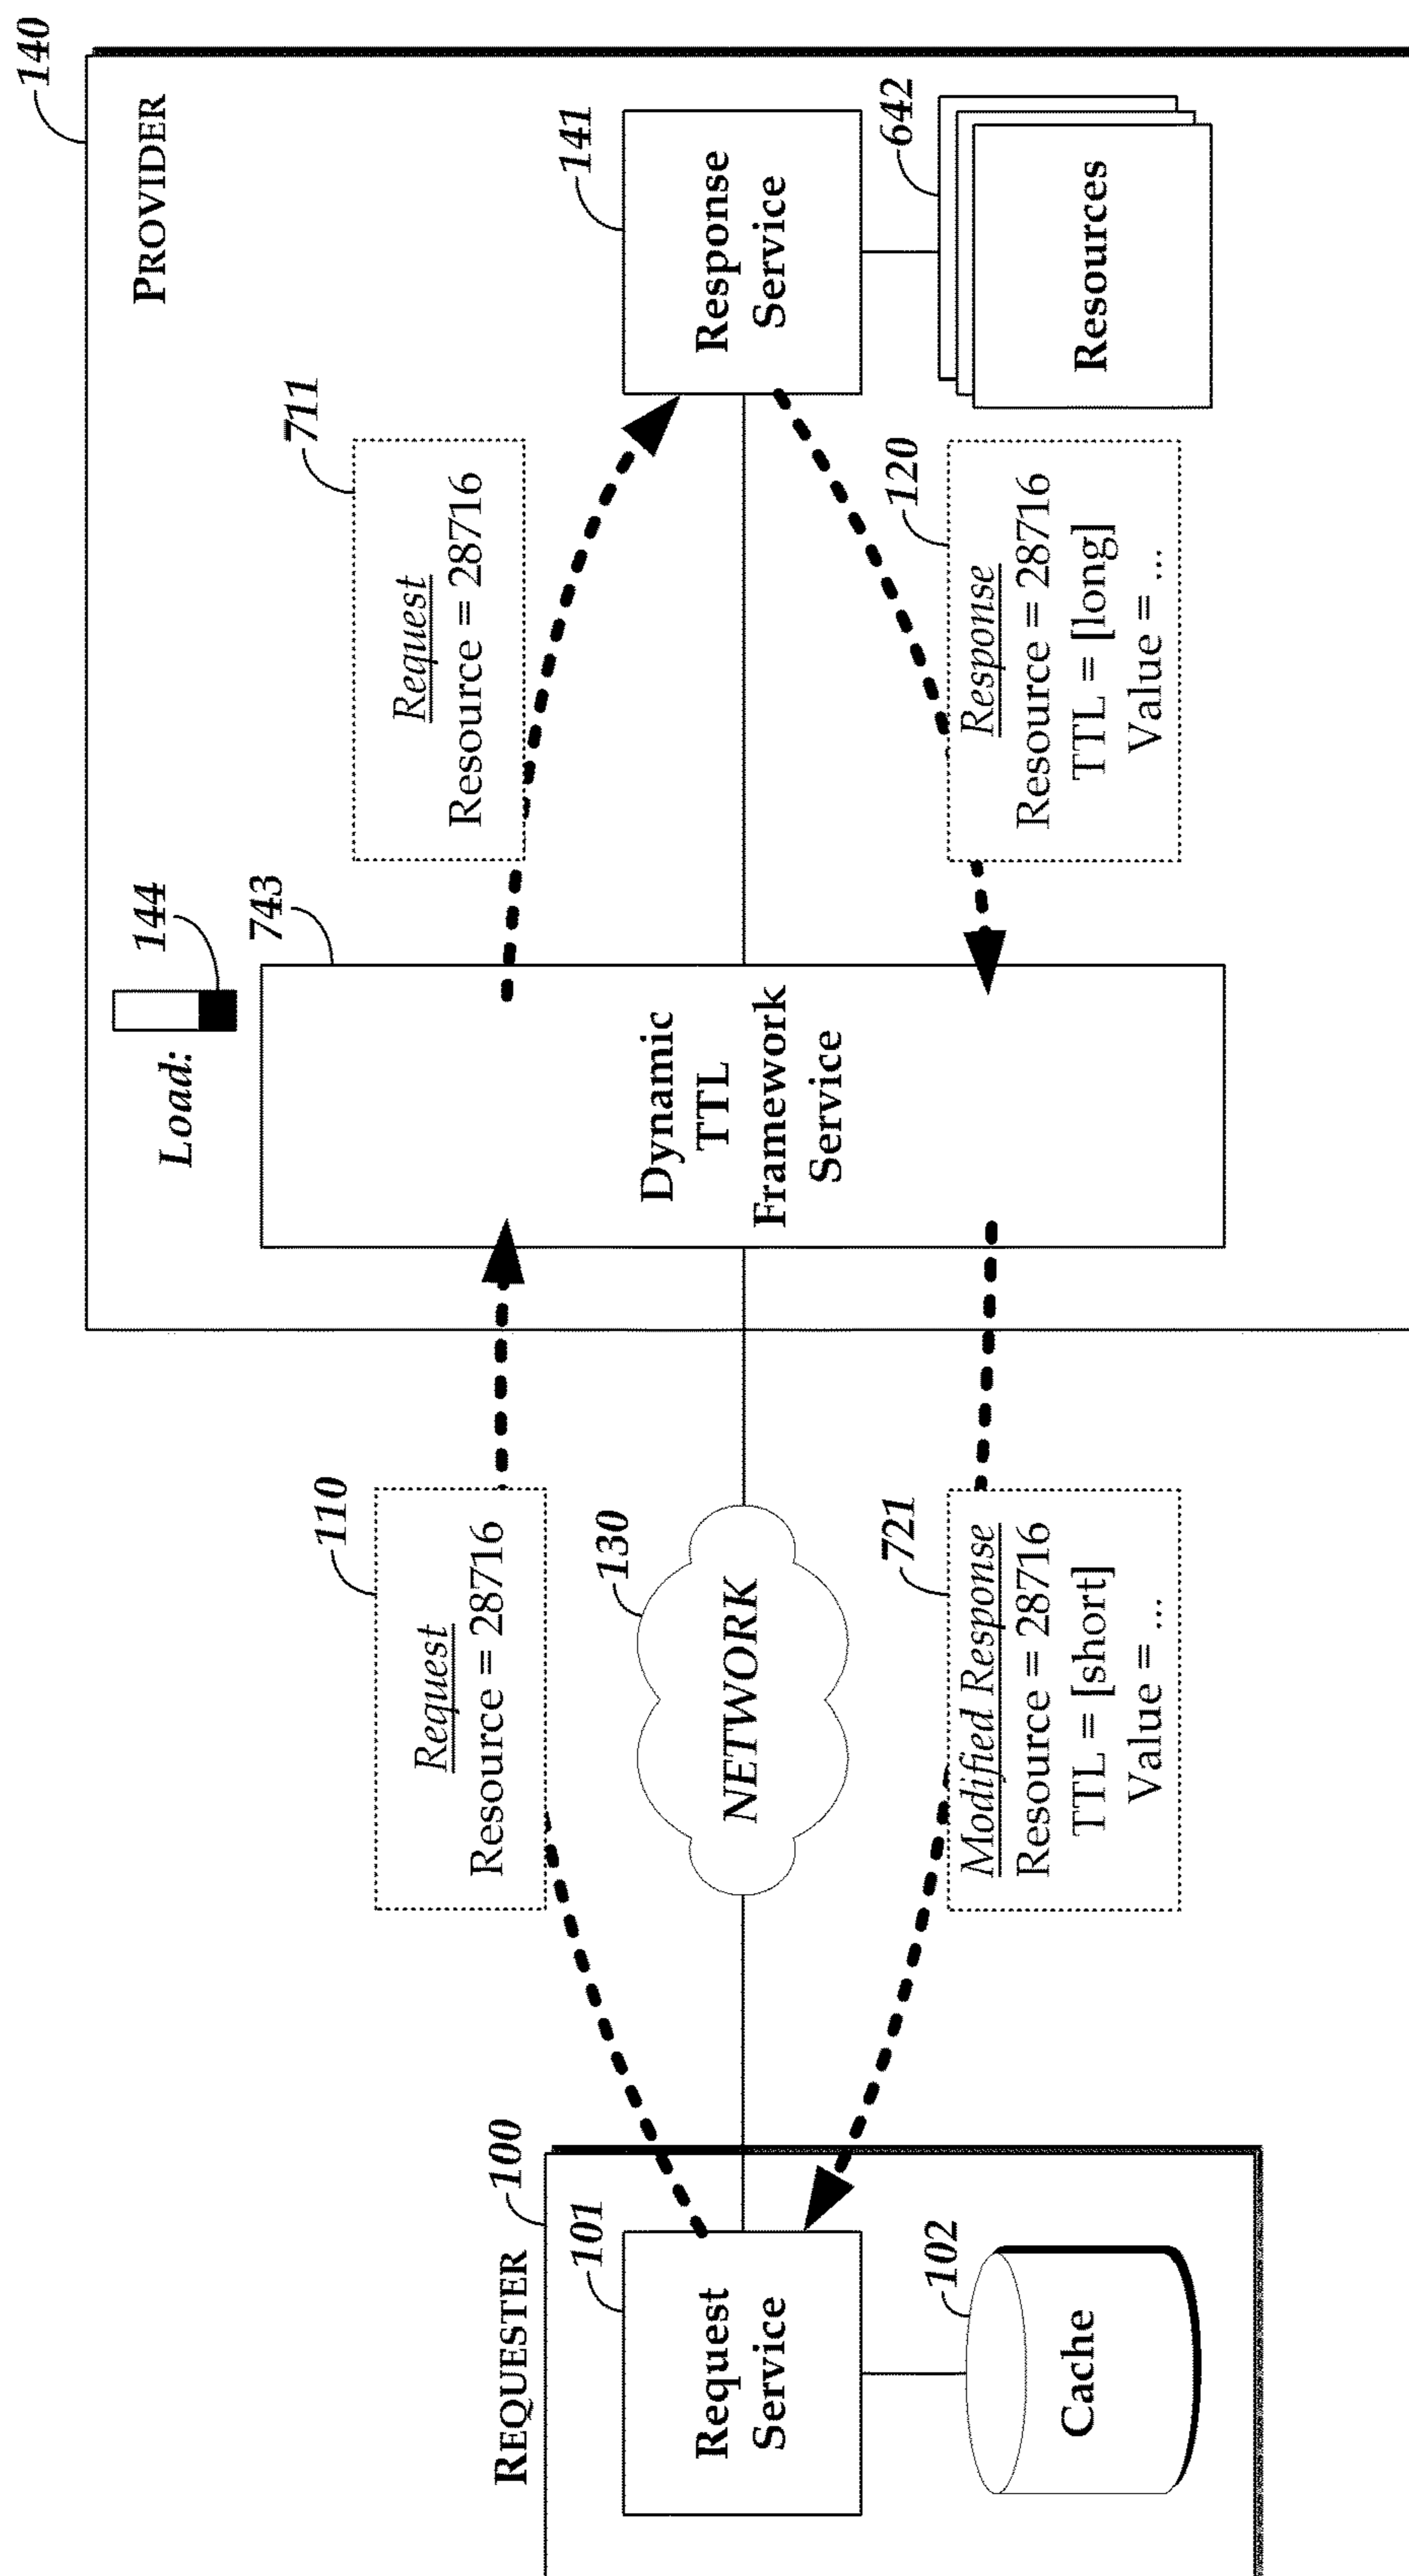 REQUESTER
100
101
Request
Service
102
Cache
110
Request
Resource = 28716
130
NETWORK
721
Modified Response
Resource = 28716
TTL = [short]
Value = ...
140
PROVIDER
Load:
144
743
Dynamic
TTL
Framework
Service
711
Request
Resource = 28716
120
Response
Resource = 28716
TTL = [long]
Value = ...
141
Response
Service
642
Resources